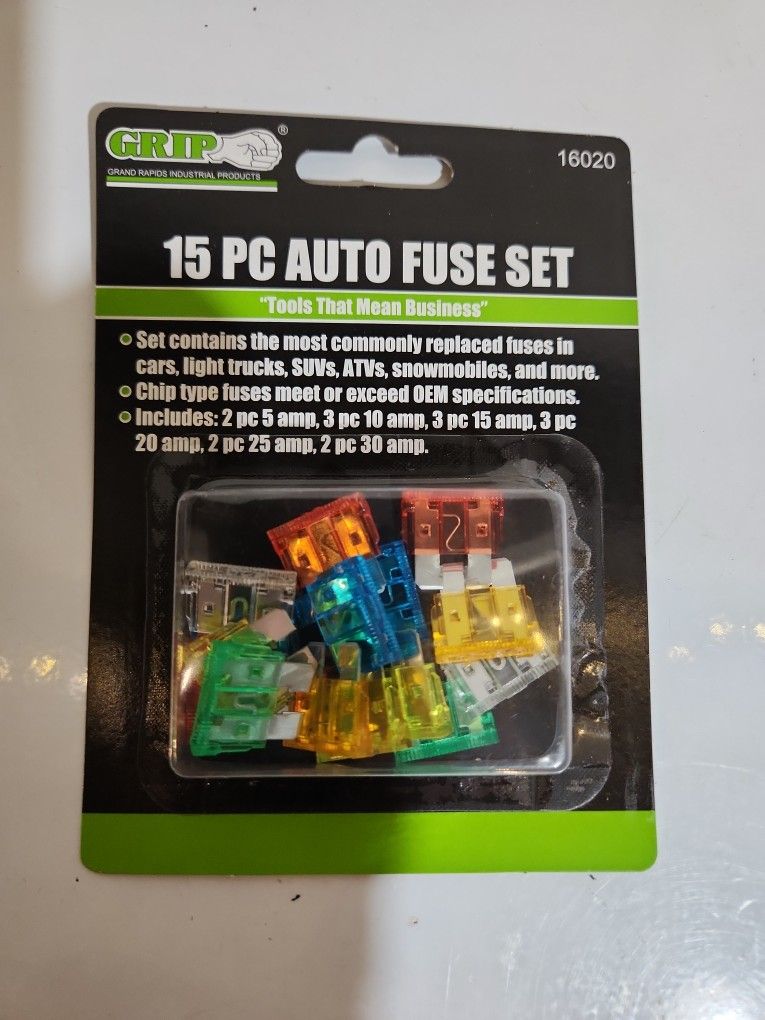 GRIP®
GRAND RAPIDS INDUSTRIAL PRODUCTS
16020
15 PC AUTO FUSE SET
"Tools That Mean Business"
Set contains the most commonly replaced fuses in
cars, light trucks, SUVs, ATVs, snowmobiles, and more.
Chip type fuses meet or exceed OEM specifications.
Includes: 2 pc 5 amp, 3 pc 10 amp, 3 pc 15 amp, 3 pc
20 amp, 2 pc 25 amp, 2 pc 30 amp.